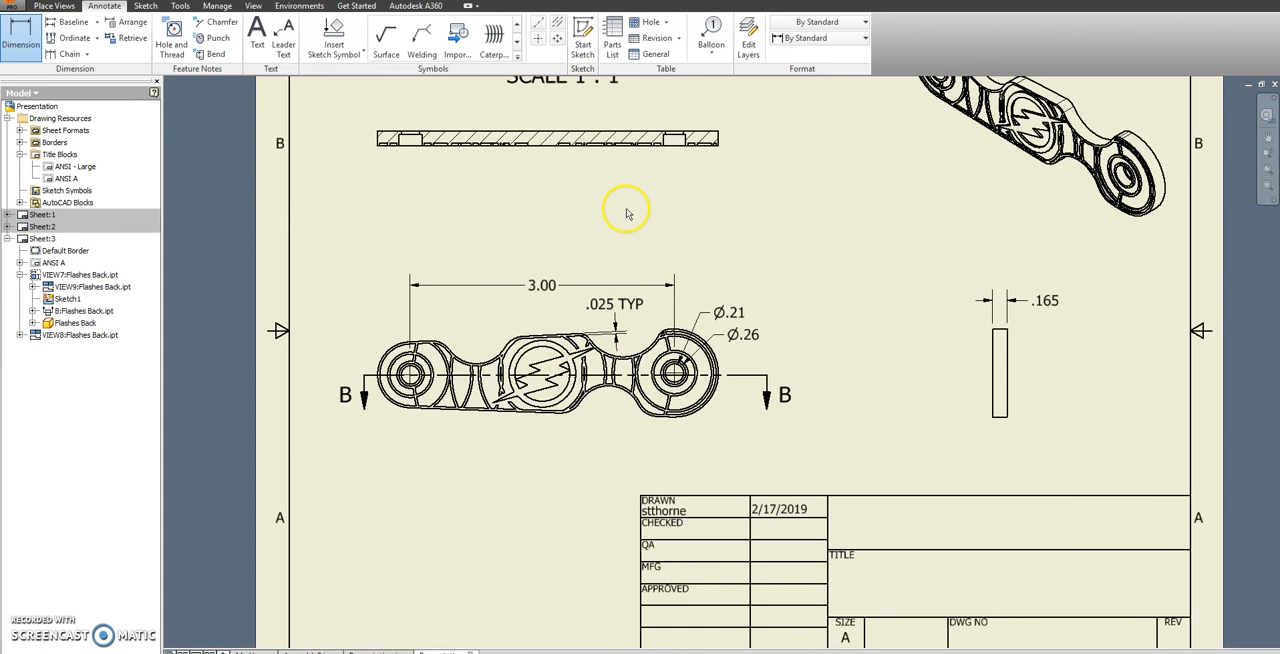 PRO
Place Views Annotate Sketch Tools Manage View Environments Get Started Autodesk A360
Dimension
Baseline Arrange
Ordinate Retrieve
Chain
Dimension
Hole and Thread
Chamfer
Punch
Bend
Feature Notes
Text
Leader Text
Text
Insert Sketch Symbol
Surface Welding Impor... Caterp...
Symbols
Start Sketch
Sketch
Parts List
Hole
Revision
General
Table
Balloon
Edit Layers
By Standard
By Standard
Format
Model
Presentation
Drawing Resources
Sheet Formats
Borders
Title Blocks
ANSI - Large
ANSI A
Sketch Symbols
AutoCAD Blocks
Sheet:1
Sheet:2
Sheet:3
Default Border
ANSI A
VIEW7:Flashes Back.ipt
VIEW9:Flashes Back.ipt
Sketch1
B:Flashes Back.ipt
Flashes Back
VIEW8:Flashes Back.ipt
SCALE 1 : 1
B
B
3.00
.025 TYP
Ø.21
Ø.26
.165
B
B
A
A
DRAWN
stthorne
2/17/2019
CHECKED
QA
MFG
APPROVED
TITLE
SIZE
A
DWG NO
REV
RECORDED WITH
SCREENCAST MATIC